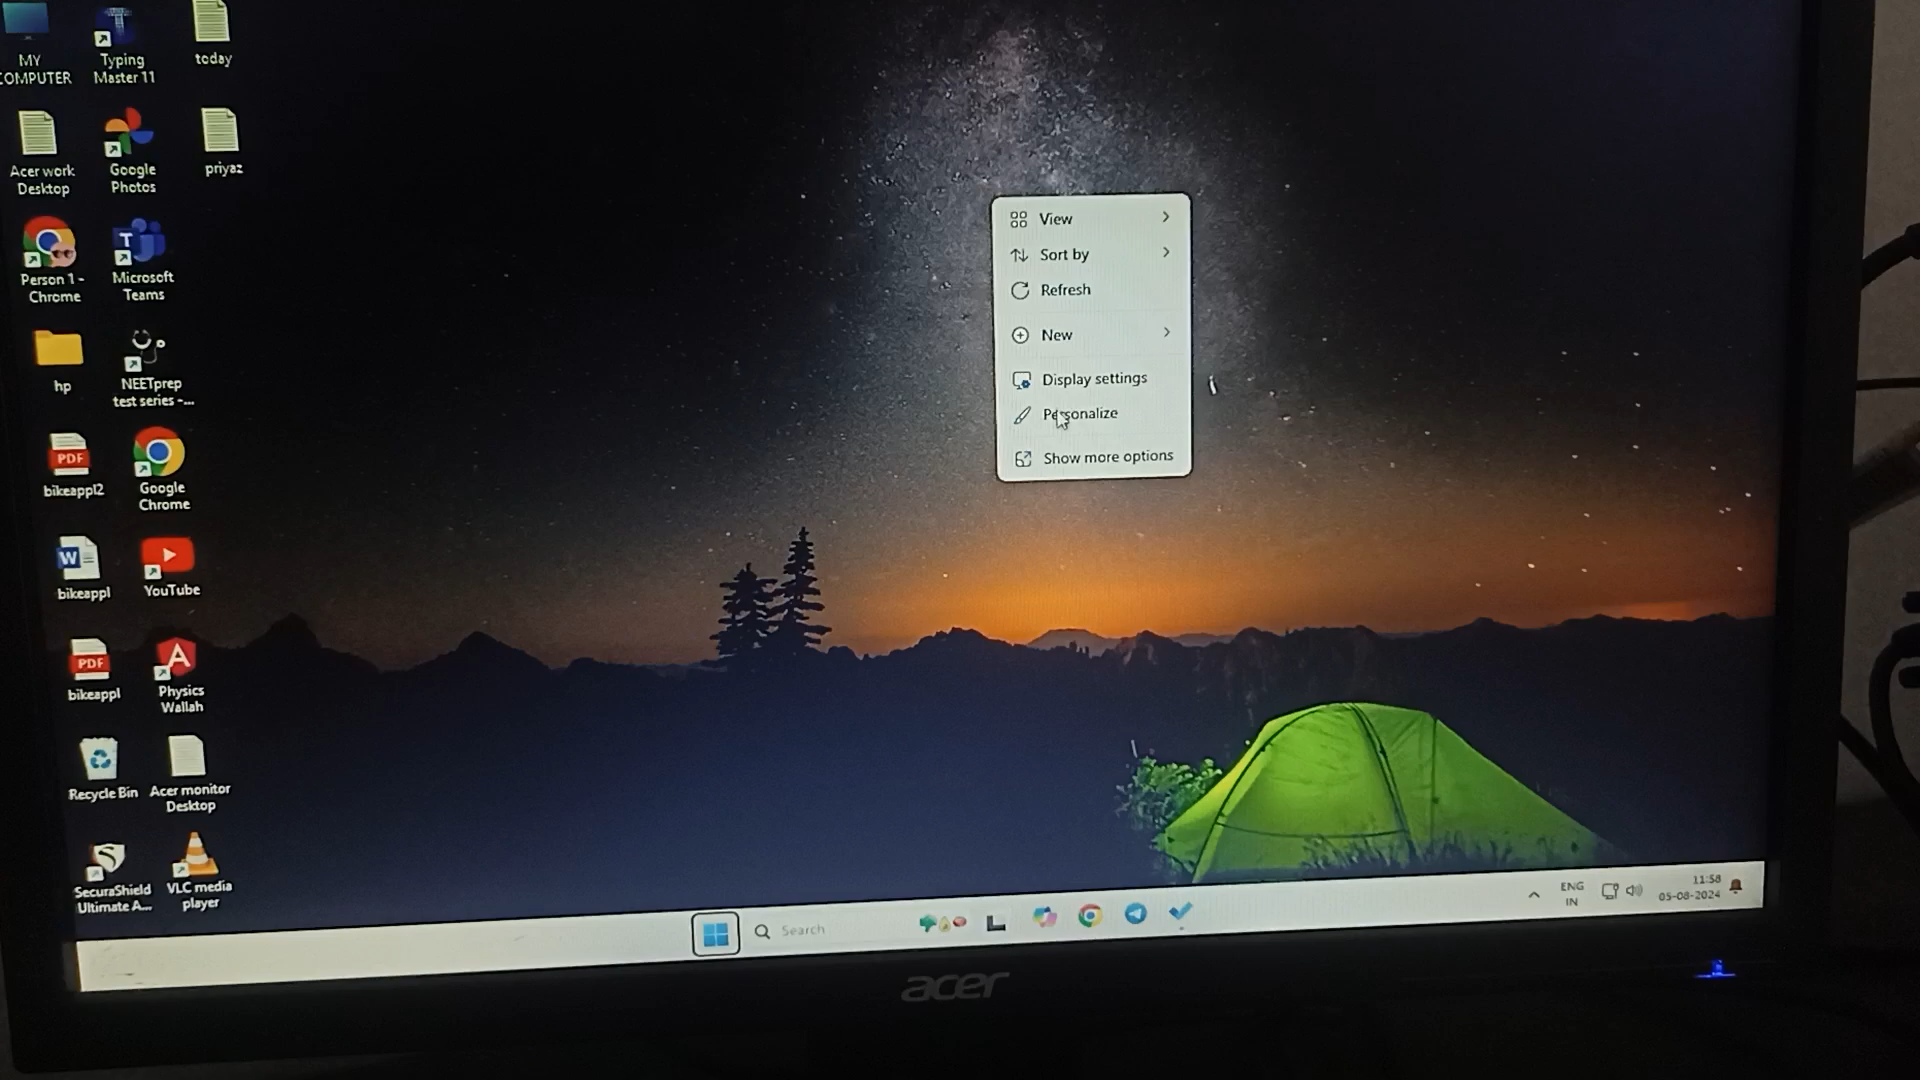 MY
COMPUTER
Typing
Master 11
today
Acer work
Desktop
Google
Photos
priyaz
Person 1 -
Chrome
Microsoft
Teams
hp
NEETprep
test series -...
PDF
bikeappl2
Google
Chrome
W
bikeappl
YouTube
PDF
bikeappl
Physics
Wallah
Recycle Bin
Acer monitor
Desktop
SecuraShield
Ultimate A...
VLC media
player
View
Sort by
Refresh
New
Display settings
Personalize
Show more options
Search
ENG
IN
11:58
05-08-2024
acer